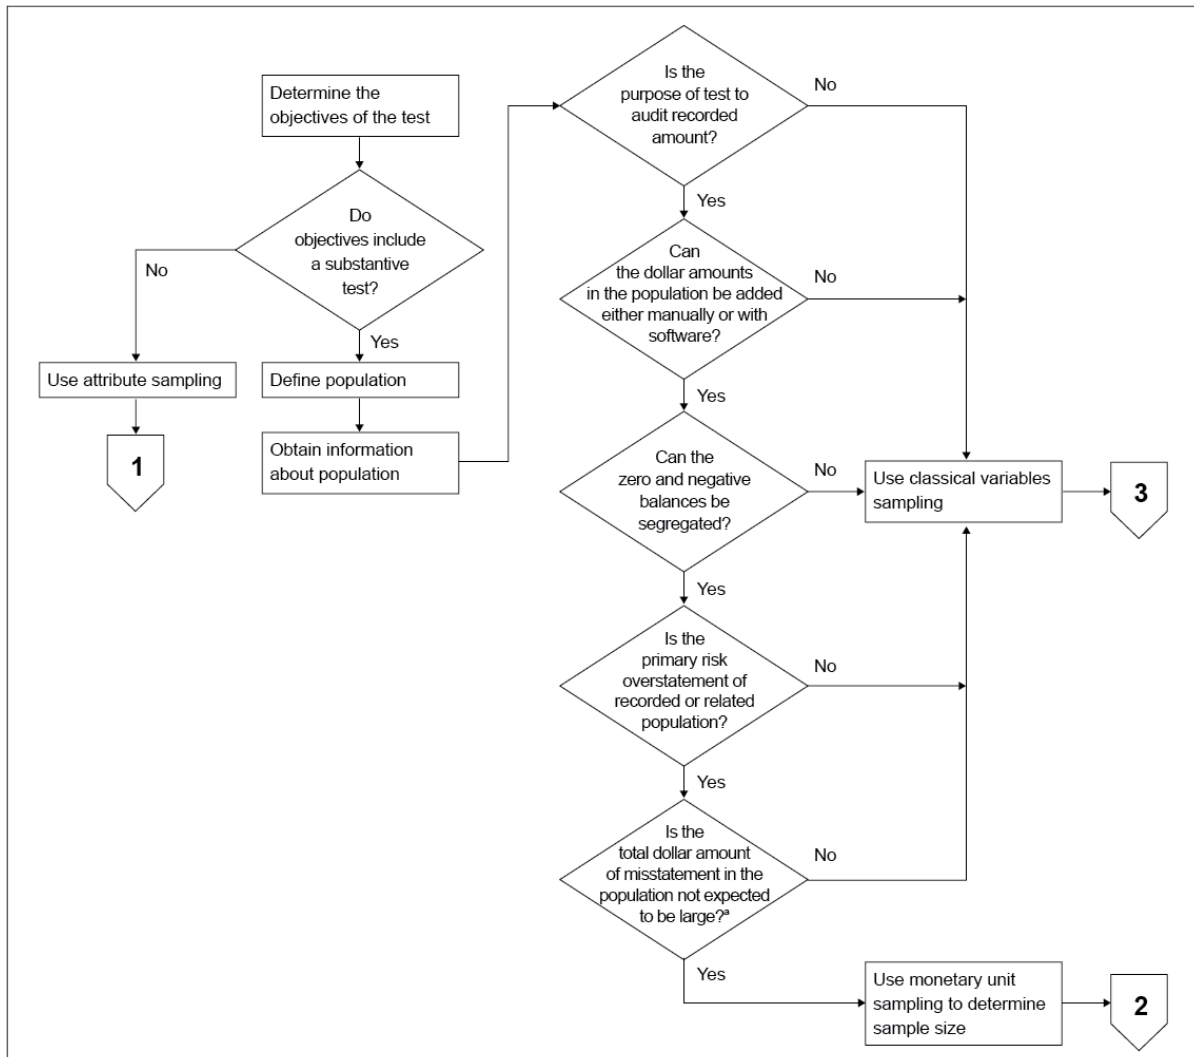 Determine the
objectives of the test
Do
objectives include
a substantive
test?
No
Yes
Use attribute sampling
1
Define population
Obtain information
about population
Is the
purpose of test to
audit recorded
amount?
No
Yes
Can
the dollar amounts
in the population be added
either manually or with
software?
No
Yes
Can the
zero and negative
balances be
segregated?
No
Yes
Use classical variables
sampling
3
Is the
primary risk
overstatement of
recorded or related
population?
No
Yes
Is the
total dollar amount
of misstatement in the
population not expected
to be large?ª
No
Yes
Use monetary unit
sampling to determine
sample size
2